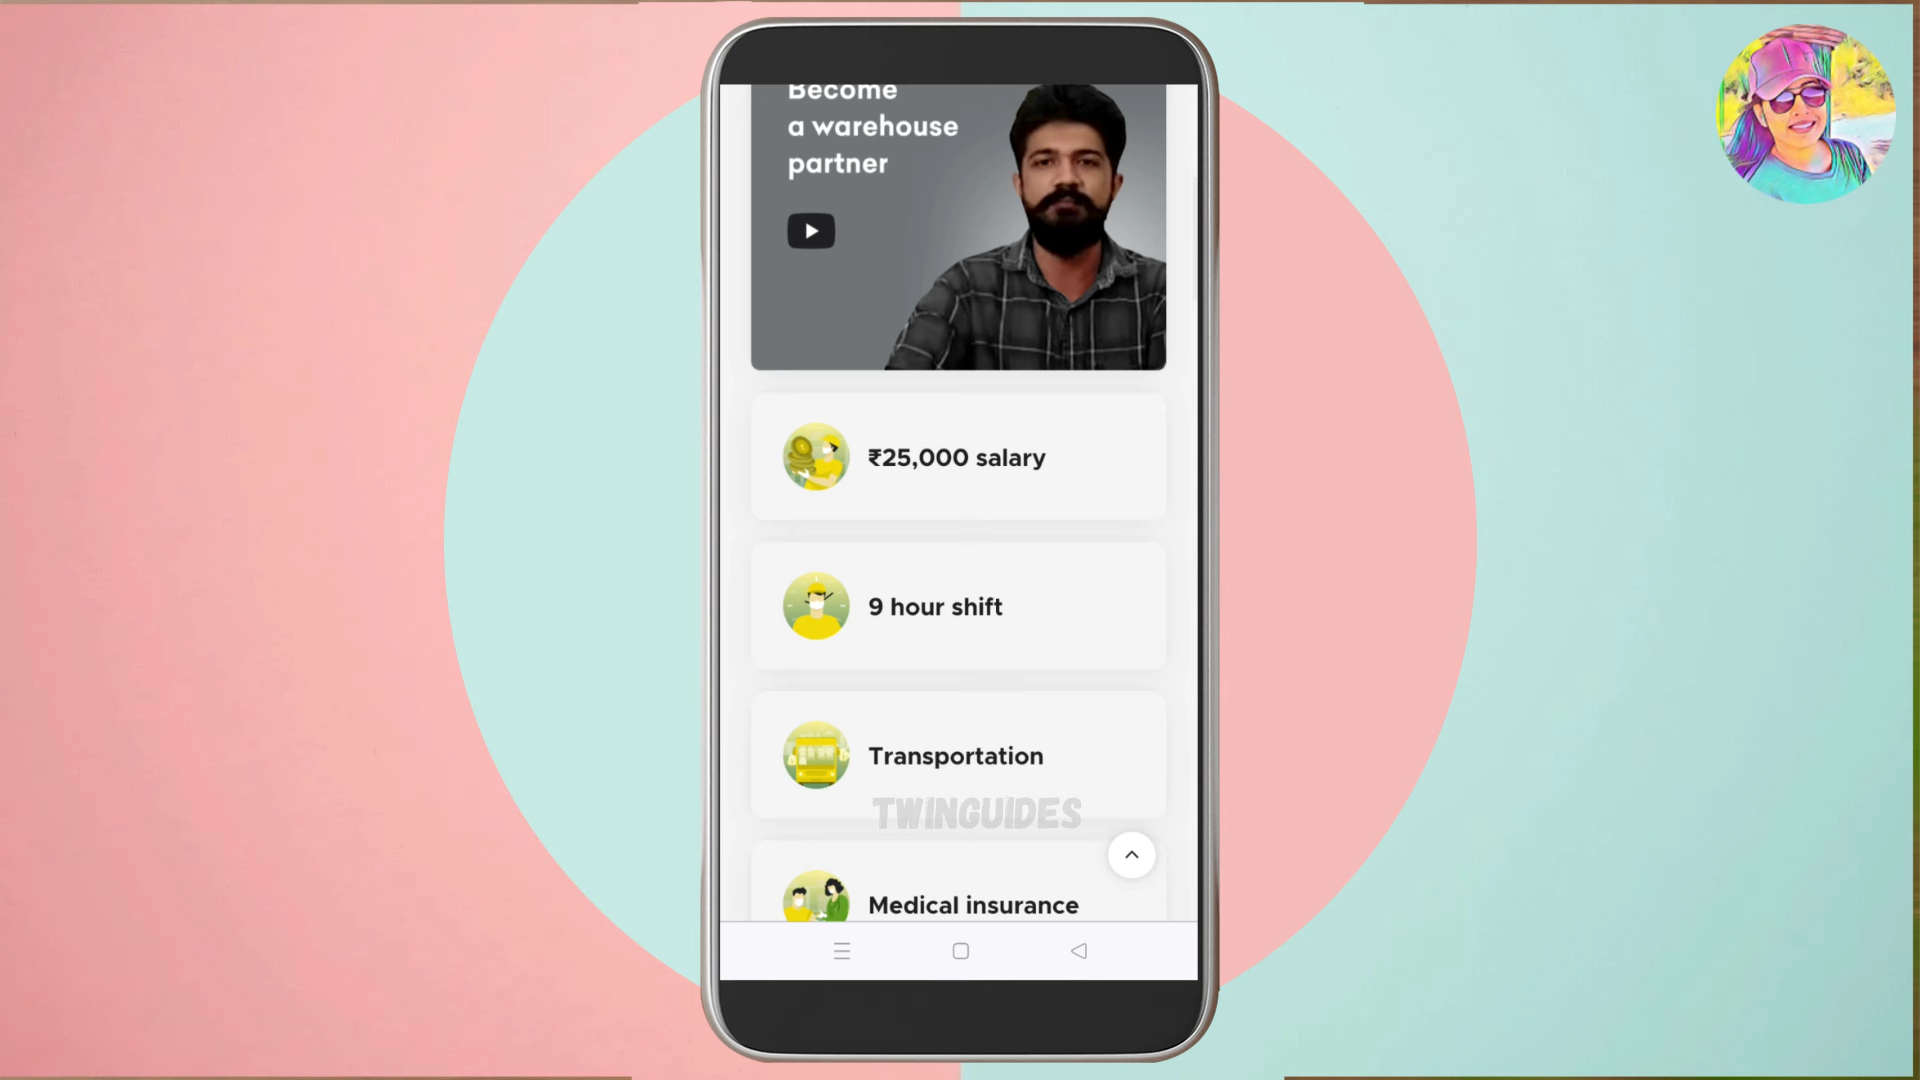 Become
a warehouse
partner
₹25,000 salary
9 hour shift
Transportation
TWINGUIDES
Medical insurance